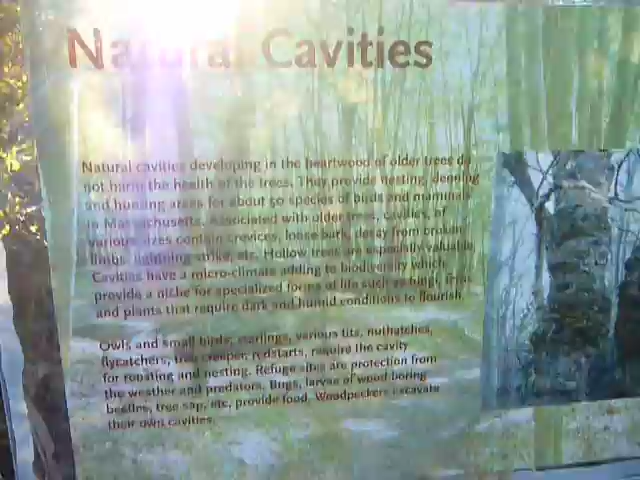 Natural Cavities
Natural cavities developing in the heartwood of older trees do
not harm the health of the trees. They provide nesting, denning
and hunting areas for about 50 species of birds and mammals
in Massachusetts. Associated with older trees, cavities, of
various sizes contain crevices, loose bark, decay from broken
limbs, lightning strike, etc. Hollow trees are especially valuable.
Cavities have a micro-climate adding to biodiversity which
provide a niche for specialized forms of life such as fungi,
and plants that require dark and humid conditions to flourish.
Owls and small birds; starlings, various tits, nuthatches,
flycatchers, tree creeper, redstarts, require the cavity
for roosting and nesting. Refuge sites are protection from
the weather and predators. Bugs, larvae of wood boring
beetles, tree sap, etc, provide food. Woodpeckers excavate
their own cavities.